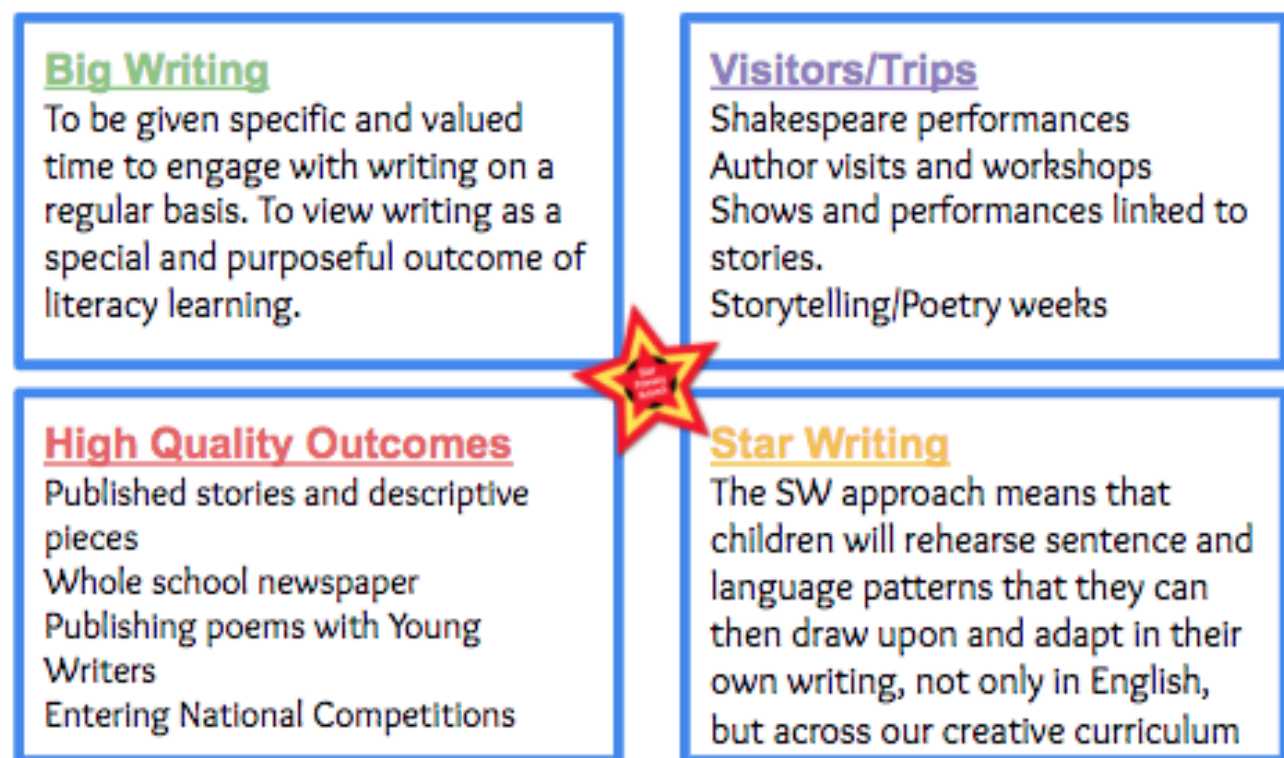 Big Writing
To be given specific and valued
time to engage with writing on a
regular basis. To view writing as a
special and purposeful outcome of
literacy learning.
Visitors/Trips
Shakespeare performances
Author visits and workshops
Shows and performances linked to
stories.
Storytelling/Poetry weeks
High Quality Outcomes
Published stories and descriptive
pieces
Whole school newspaper
Publishing poems with Young
Writers
Entering National Competitions
Star Writing
The SW approach means that
children will rehearse sentence and
language patterns that they can
then draw upon and adapt in their
own writing, not only in English,
but across our creative curriculum